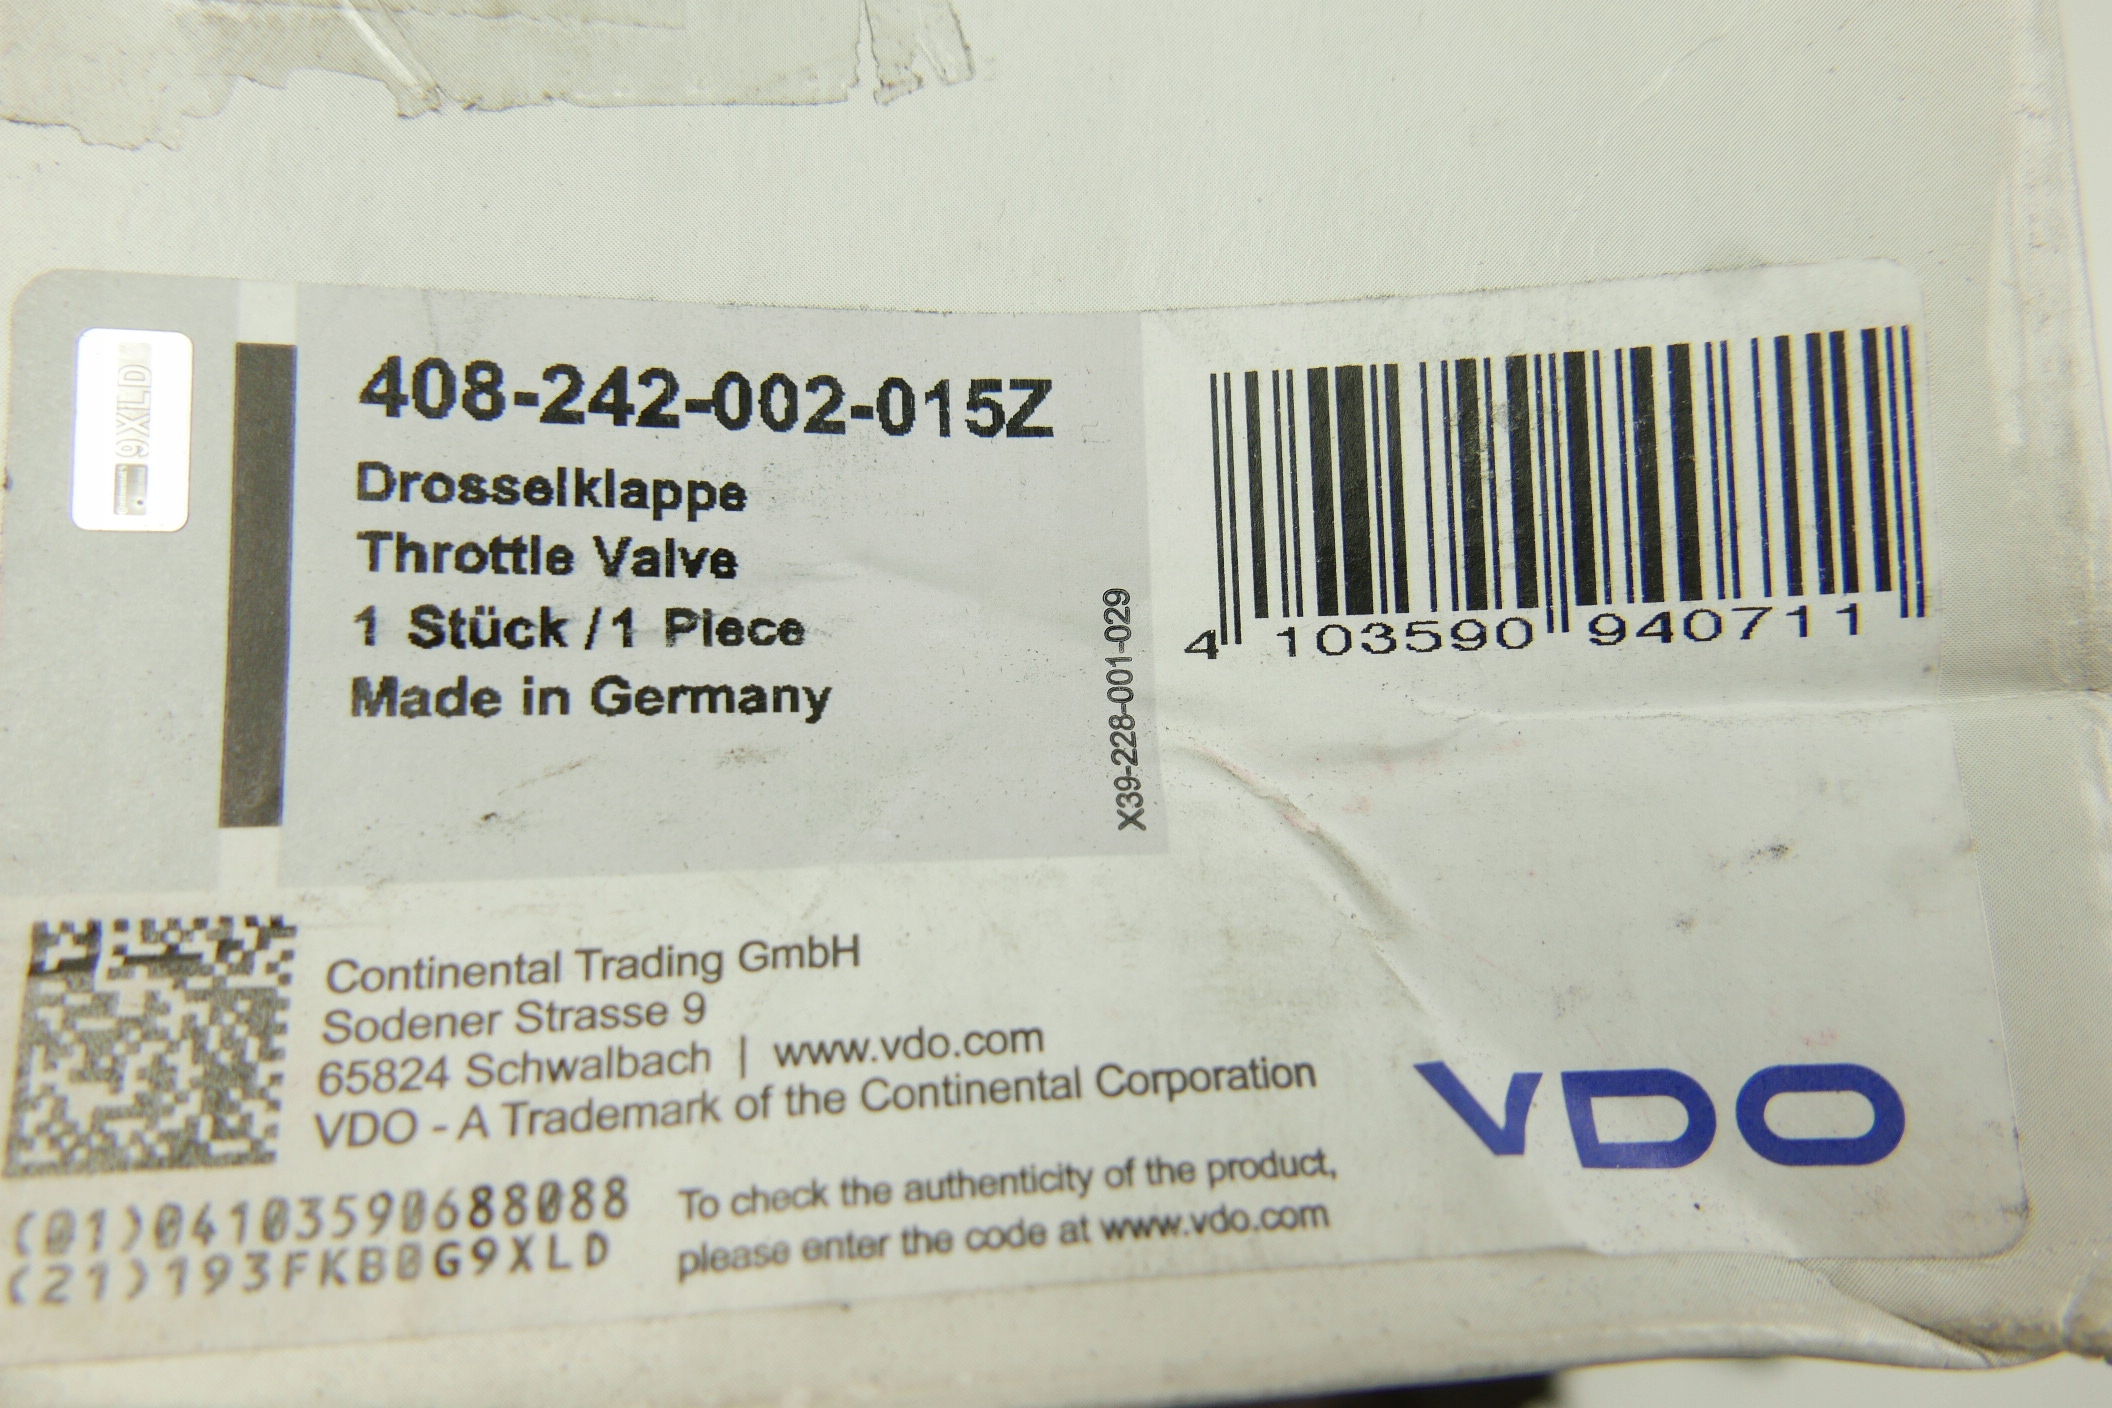 9XLD
408-242-002-015Z
Drosselklappe
Throttle Valve
1 Stück / 1 Piece
Made in Germany
X39-228-001-029
4 103590 940711
Continental Trading GmbH
Sodener Strasse 9
65824 Schwalbach | www.vdo.com
VDO - A Trademark of the Continental Corporation
(01)04103590688088
(21)193FKB0G9XLD
To check the authenticity of the product,
please enter the code at www.vdo.com
VDO